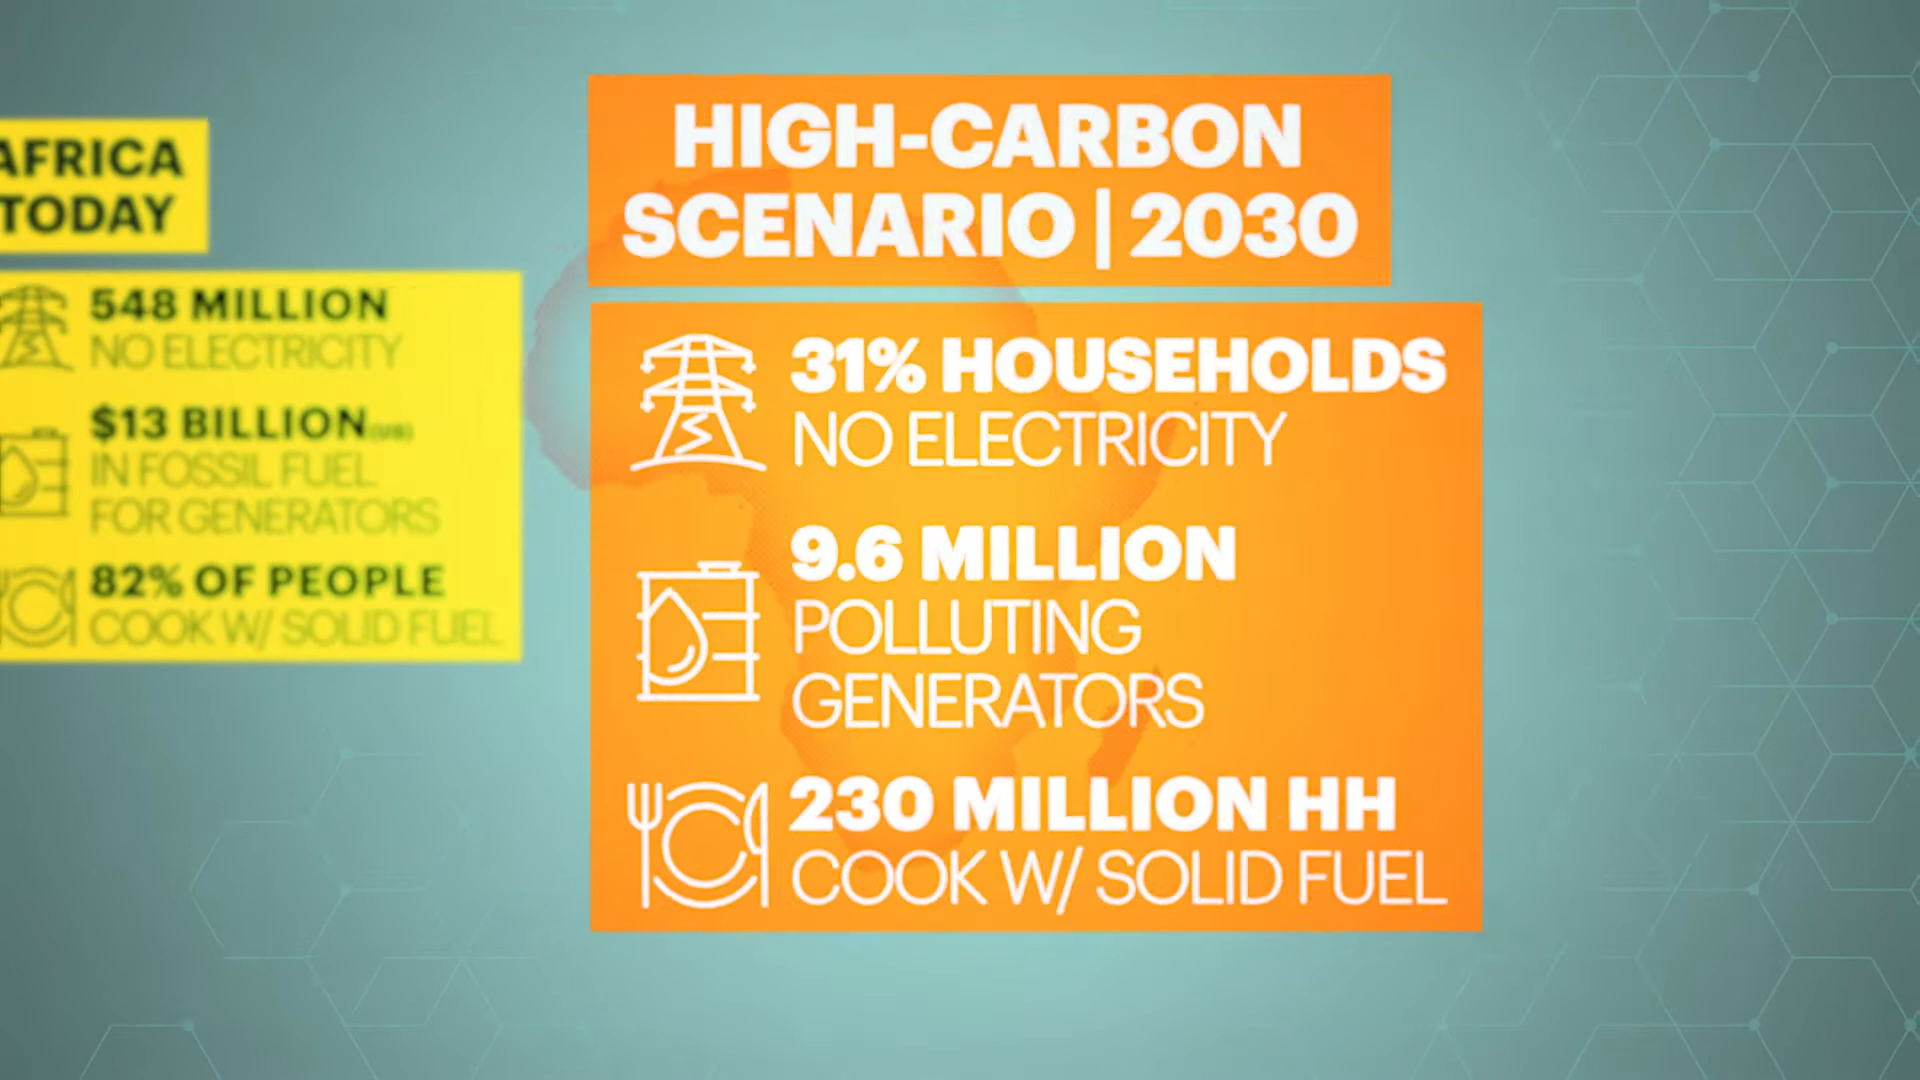 AFRICA
TODAY
548 MILLION
NO ELECTRICITY
$13 BILLION(US)
IN FOSSIL FUEL
FOR GENERATORS
82% OF PEOPLE
COOK W/ SOLID FUEL
HIGH-CARBON
SCENARIO | 2030
31% HOUSEHOLDS
NO ELECTRICITY
9.6 MILLION
POLLUTING
GENERATORS
230 MILLION HH
COOK W/ SOLID FUEL